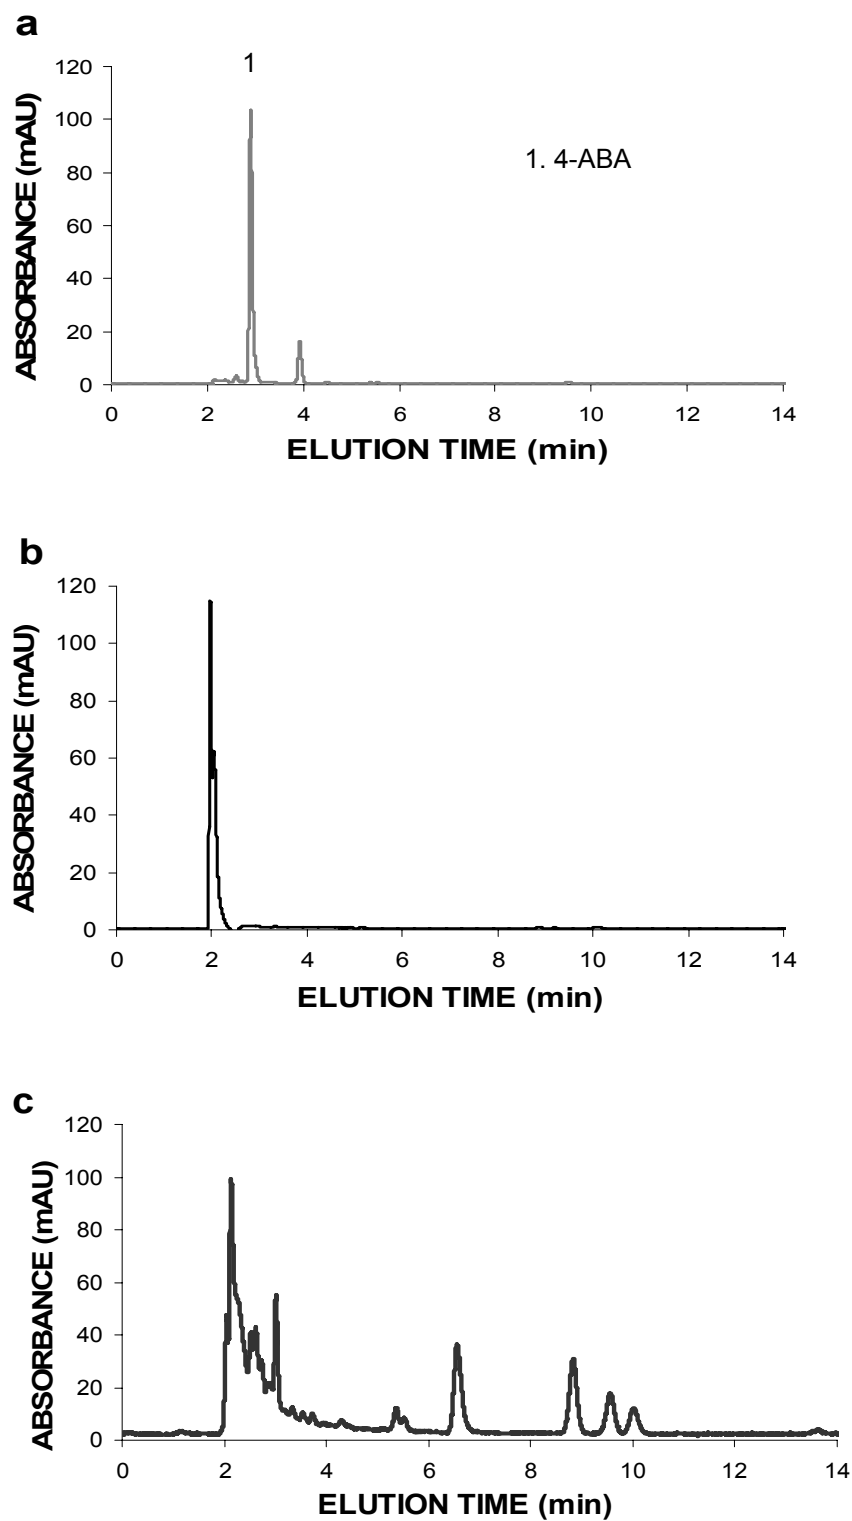 a
1
120
100
80
60
40
20
0
ABSORBANCE (mAU)
1. 4-ABA
0 2 4 6 8 10 12 14
ELUTION TIME (min)
b
120
100
80
60
40
20
0
ABSORBANCE (mAU)
0 2 4 6 8 10 12 14
ELUTION TIME (min)
c
120
100
80
60
40
20
0
ABSORBANCE (mAU)
0 2 4 6 8 10 12 14
ELUTION TIME (min)